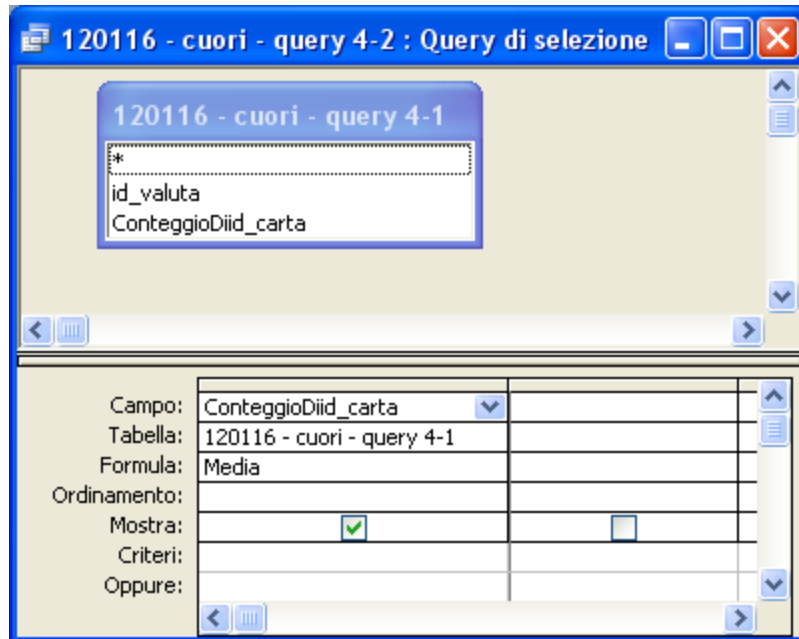 120116 - cuori - query 4-2 : Query di selezione
120116 - cuori - query 4-1
*
id_valuta
ConteggioDiid_carta
Campo: ConteggioDiid_carta
Tabella: 120116 - cuori - query 4-1
Formula: Media
Ordinamento:
Mostra:
Criteri:
Oppure: